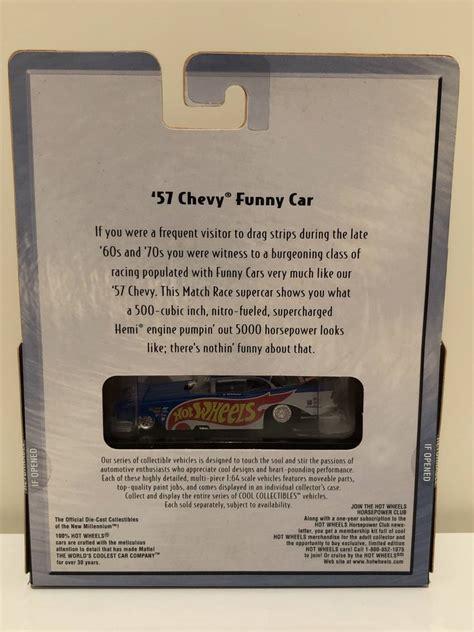 '57 Chevy® Funny Car
If you were a frequent visitor to drag strips during the late
'60s and '70s you were witness to a burgeoning class of
racing populated with Funny Cars very much like our
'57 Chevy. This Match Race supercar shows you what
a 500-cubic inch, nitro-fueled, supercharged
Hemi® engine pumpin' out 5000 horsepower looks
like; there's nothin' funny about that.
HOT WHEELS
IF OPENED
IF OPENED
Our series of collectible vehicles is designed to touch the soul and stir the passions of
automotive enthusiasts who appreciate cool designs and heart-pounding performance.
Each of these highly detailed, multi-piece 1:64 scale vehicles features moveable parts,
top-quality paint jobs, and comes displayed in an individual collector's case.
Collect and display the entire series of COOL COLLECTIBLES™ vehicles.
Each sold separately, subject to availability.
The Official Die-Cast Collectibles
of the New Millennium™!
100% HOT WHEELS®
cars are crafted with the meticulous
attention to detail that has made Mattel
THE WORLD'S COOLEST CAR COMPANY™
for over 30 years.
JOIN THE HOT WHEELS
HORSEPOWER CLUB
Along with a one-year subscription to the
HOT WHEELS Horsepower Club news-
letter, you get a membership kit full of cool
HOT WHEELS merchandise for the adult collector
and the opportunity to buy exclusive, limited edition
HOT WHEELS cars! Call 1-800-852-1075
to join. Don't be the last HOT WHEELS®
Web site at www.hotwheels.com